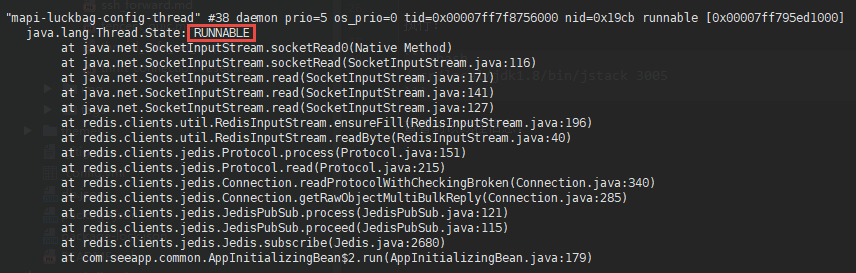 ssh_forward.md
"mapi-luckbag-config-thread" #38 daemon prio=5 os_prio=0 tid=0x00007ff7f8756000 nid=0x19cb runnable [0x00007ff795ed1000]
java.lang.Thread.State: RUNNABLE
at java.net.SocketInputStream.socketRead0(Native Method)
at java.net.SocketInputStream.socketRead(SocketInputStream.java:116)
at java.net.SocketInputStream.read(SocketInputStream.java:171)
at java.net.SocketInputStream.read(SocketInputStream.java:141)
at java.net.SocketInputStream.read(SocketInputStream.java:127)
at redis.clients.util.RedisInputStream.ensureFill(RedisInputStream.java:196)
at redis.clients.util.RedisInputStream.readByte(RedisInputStream.java:40)
at redis.clients.jedis.Protocol.process(Protocol.java:151)
at redis.clients.jedis.Protocol.read(Protocol.java:215)
at redis.clients.jedis.Connection.readProtocolWithCheckingBroken(Connection.java:340)
at redis.clients.jedis.Connection.getRawObjectMultiBulkReply(Connection.java:285)
at redis.clients.jedis.JedisPubSub.process(JedisPubSub.java:121)
at redis.clients.jedis.JedisPubSub.proceed(JedisPubSub.java:115)
at redis.clients.jedis.Jedis.subscribe(Jedis.java:2680)
at com.seeapp.common.AppInitializingBean$2.run(AppInitializingBean.java:179)